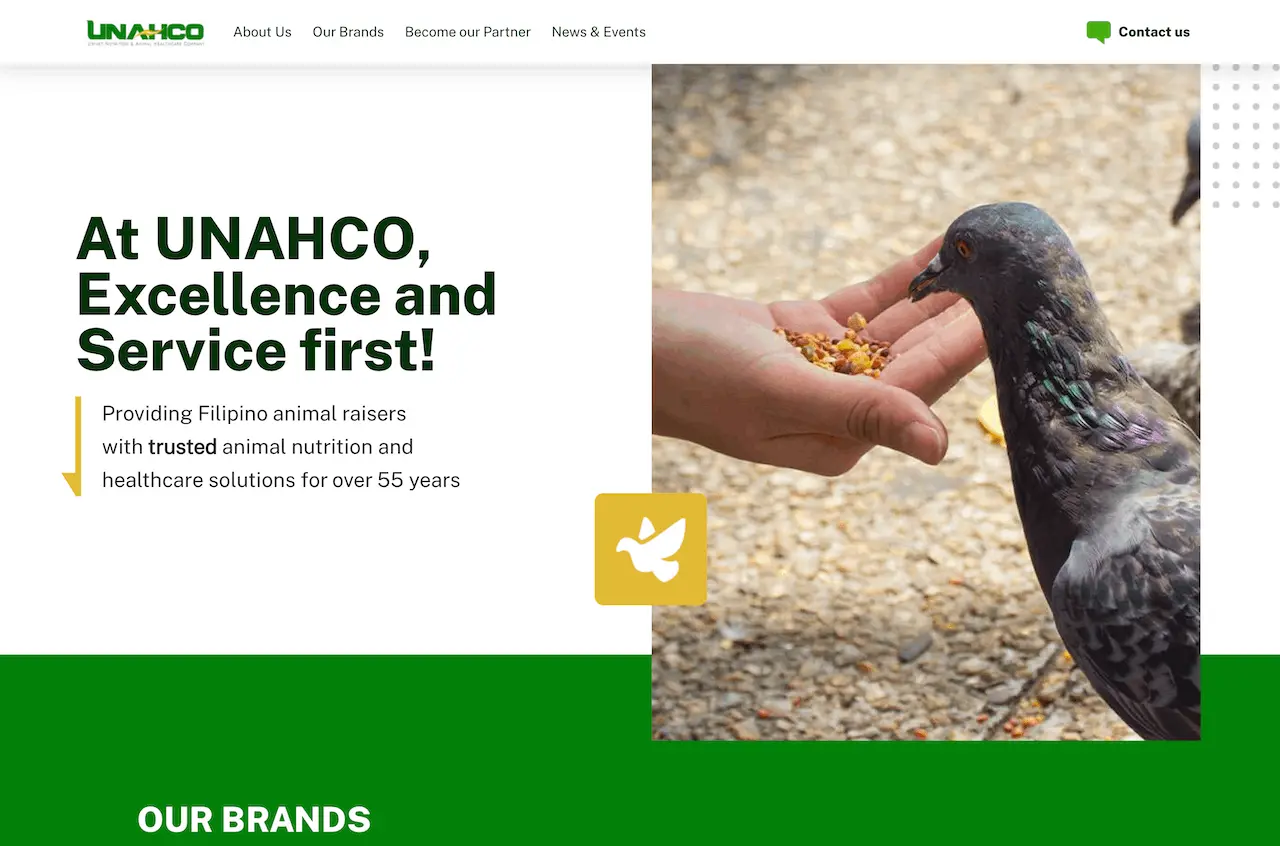 UNAHCO
About Us
Our Brands
Become our Partner
News & Events
Contact us
At UNAHCO,
Excellence and
Service first!
Providing Filipino animal raisers
with trusted animal nutrition and
healthcare solutions for over 55 years
OUR BRANDS